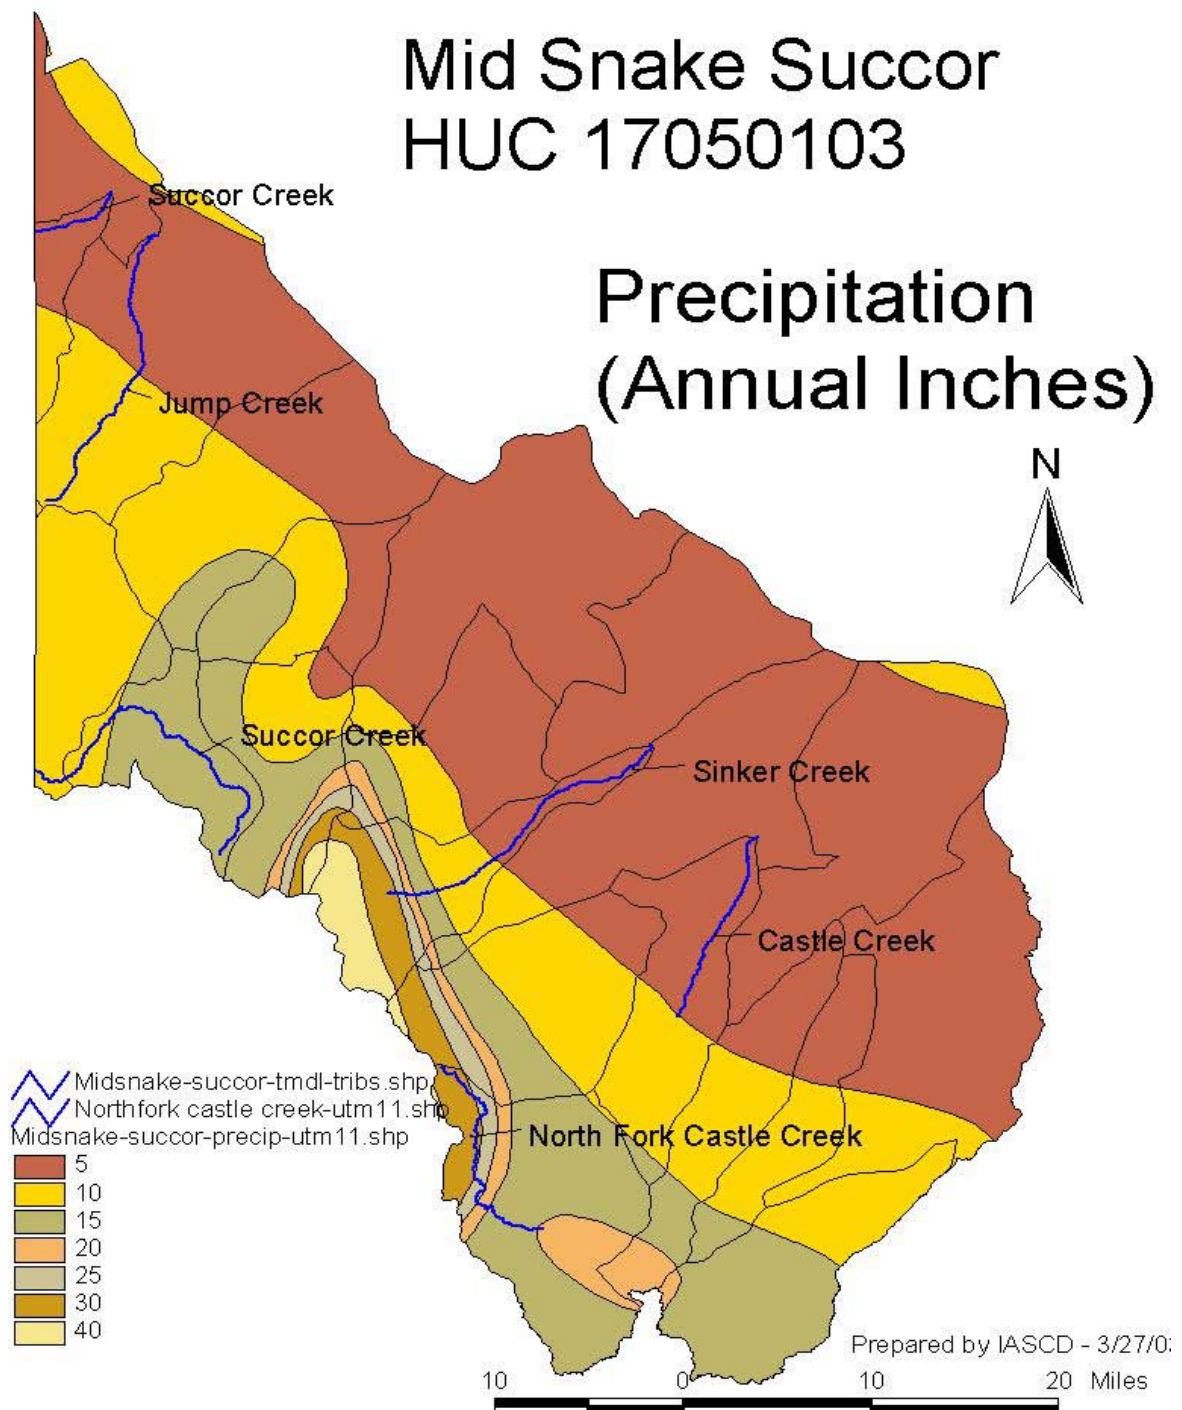 Mid Snake Succor
HUC 17050103
Precipitation
(Annual Inches)
N
Succor Creek
Jump Creek
Succor Creek
Sinker Creek
Castle Creek
North Fork Castle Creek
Midsnake-succor-tmdl-tribs.shp
Northfork castle creek-utm11.shp
Midsnake-succor-precip-utm11.shp
5
10
15
20
25
30
40
Prepared by IASCD - 3/27/0
10 0 10 20 Miles